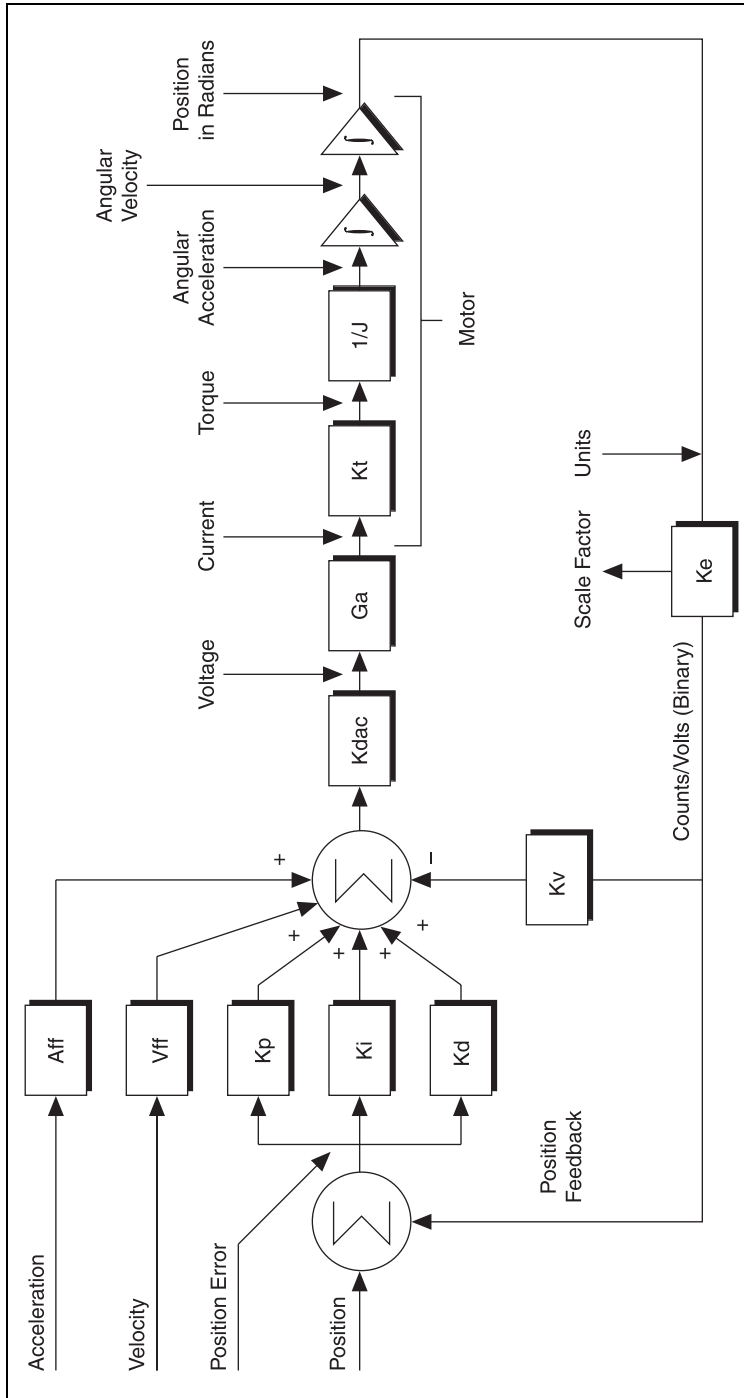 Acceleration
Velocity
Position Error
Position
Σ
Aff
Vff
Kp
Ki
Kd
+
+
+
+
Σ
−
Kv
Kdac
Voltage
Ga
Current
Kt
Torque
1/J
Angular
Acceleration
∫
Angular
Velocity
∫
Position
in Radians
Motor
Position
Feedback
Counts/Volts (Binary)
Scale Factor
Ke
Units